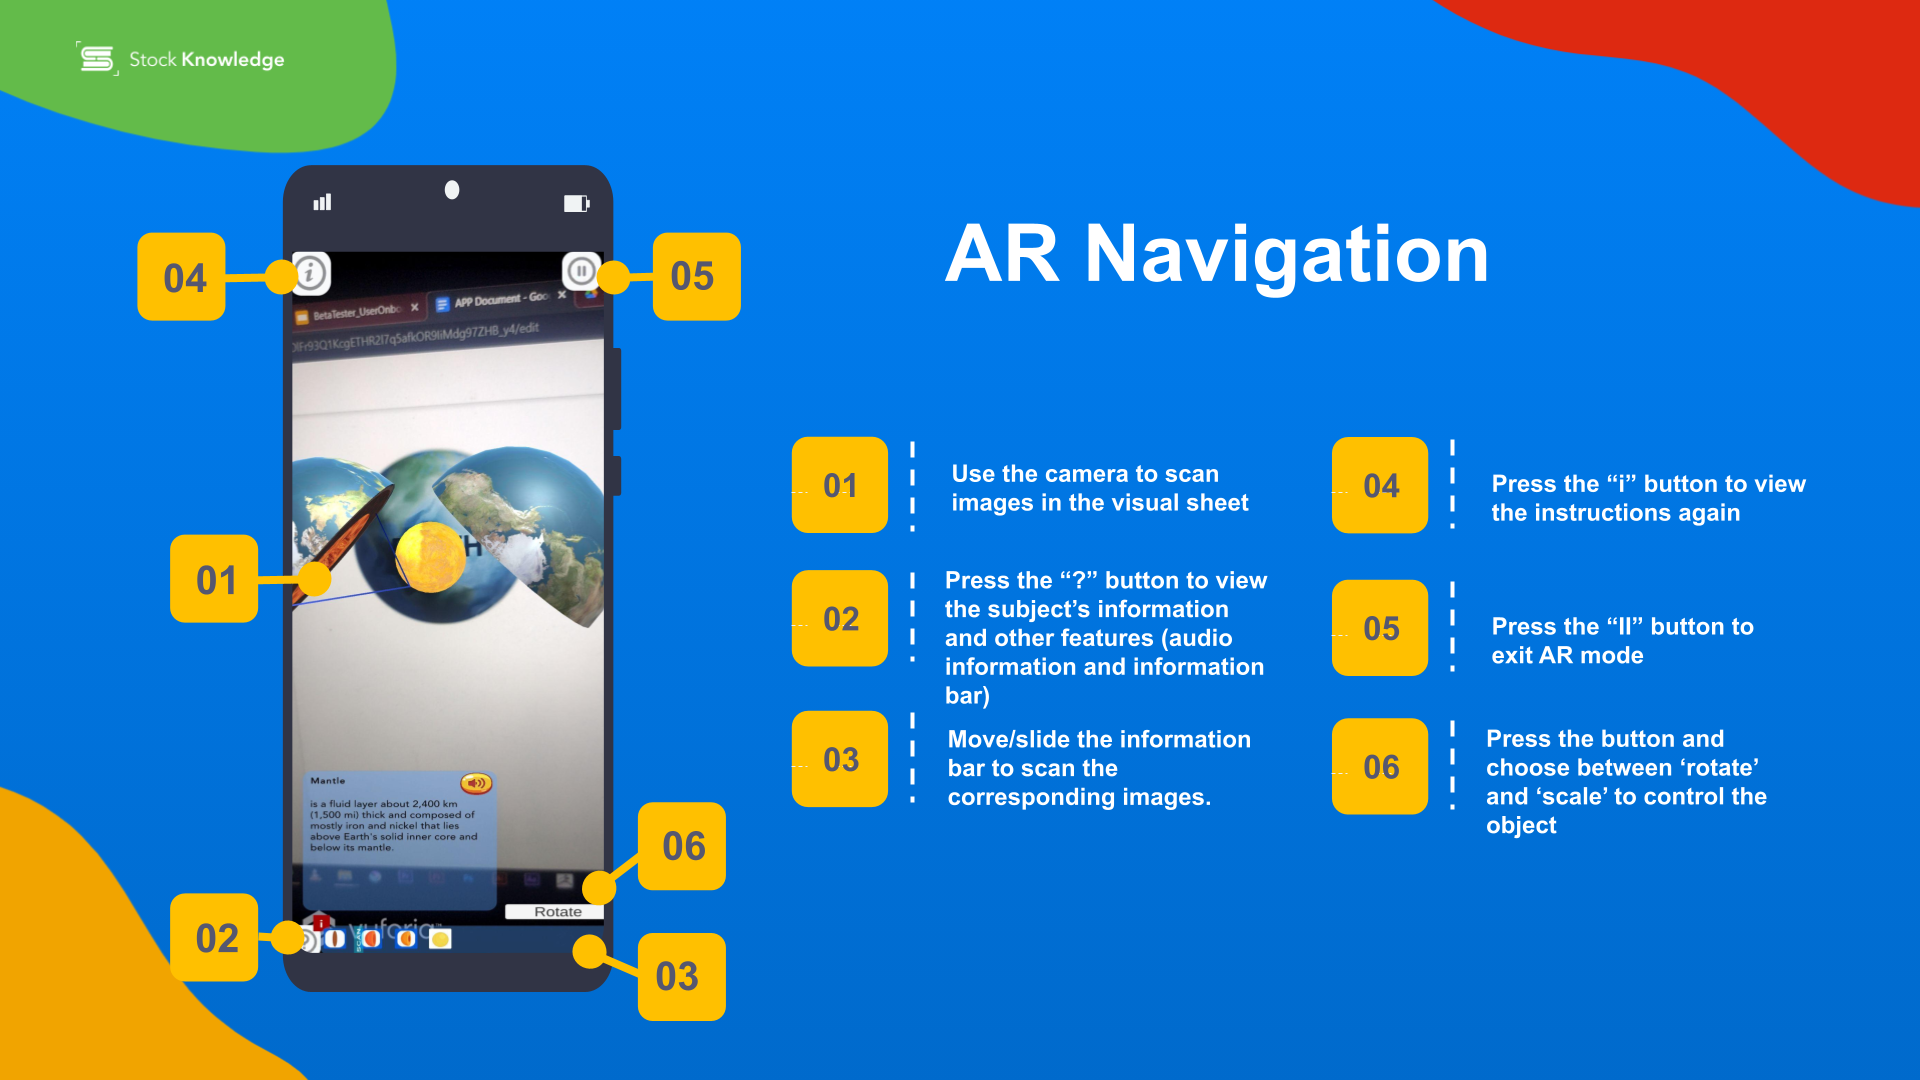 Stock Knowledge
AR Navigation
04
05
BetaTester_UserOnb
APP Document - Goo
01
Mantle
is a fluid layer about 2,400 km
(1,500 mi) thick and composed of
mostly iron and nickel that lies
above Earth's solid inner core and
below its mantle.
06
Rotate
vuforia
SCAN
02
03
01
Use the camera to scan
images in the visual sheet
02
Press the “?” button to view
the subject’s information
and other features (audio
information and information
bar)
03
Move/slide the information
bar to scan the
corresponding images.
04
Press the “i” button to view
the instructions again
05
Press the “II” button to
exit AR mode
06
Press the button and
choose between ‘rotate’
and ‘scale’ to control the
object